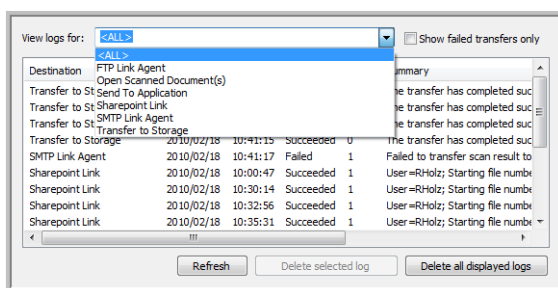 View logs for: <ALL> Show failed transfers only
<ALL>
FTP Link Agent
Open Scanned Document(s)
Send To Application
Sharepoint Link
SMTP Link Agent
Transfer to Storage
Destination ummary
Transfer to St he transfer has completed suc
Transfer to St he transfer has completed suc
Transfer to St he transfer has completed suc
Transfer to Storage 2010/02/18 10:41:15 Succeeded 0 The transfer has completed suc
SMTP Link Agent 2010/02/18 10:41:17 Failed 1 Failed to transfer scan result to
Sharepoint Link 2010/02/18 10:00:47 Succeeded 1 User=RHolz; Starting file numbe
Sharepoint Link 2010/02/18 10:30:14 Succeeded 1 User=RHolz; Starting file numbe
Sharepoint Link 2010/02/18 10:32:56 Succeeded 1 User=RHolz; Starting file numbe
Sharepoint Link 2010/02/18 10:35:31 Succeeded 1 User=RHolz; Starting file numbe
Refresh Delete selected log Delete all displayed logs